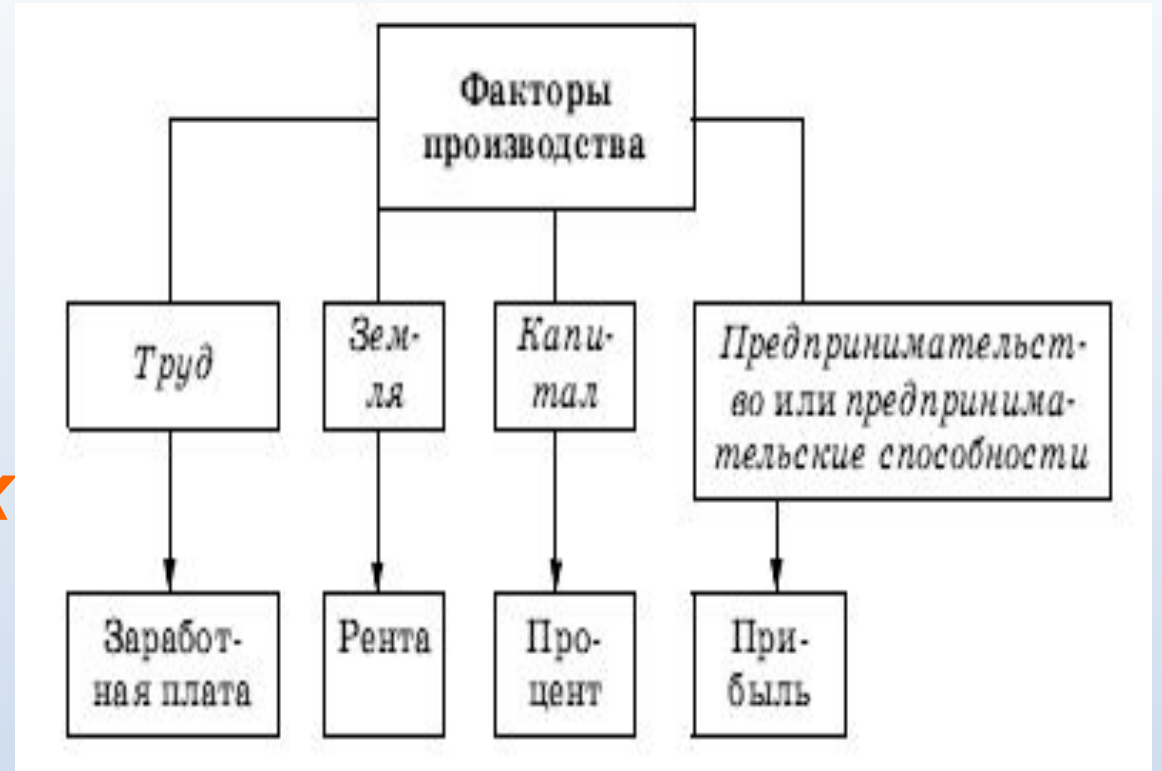 Факторы
производства
Труд
Зем-
ля
Капи-
тал
Предпринимательст-
во или предпринима-
тельские способности
к
Заработ-
ная плата
Рента
Про-
цент
При-
быль